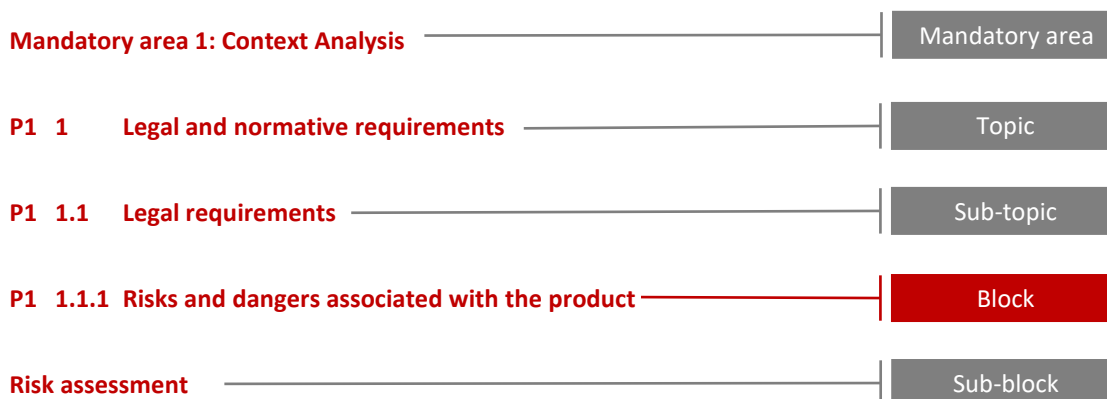 Mandatory area 1: Context Analysis Mandatory area
P1 1 Legal and normative requirements Topic
P1 1.1 Legal requirements Sub-topic
P1 1.1.1 Risks and dangers associated with the product Block
Risk assessment Sub-block